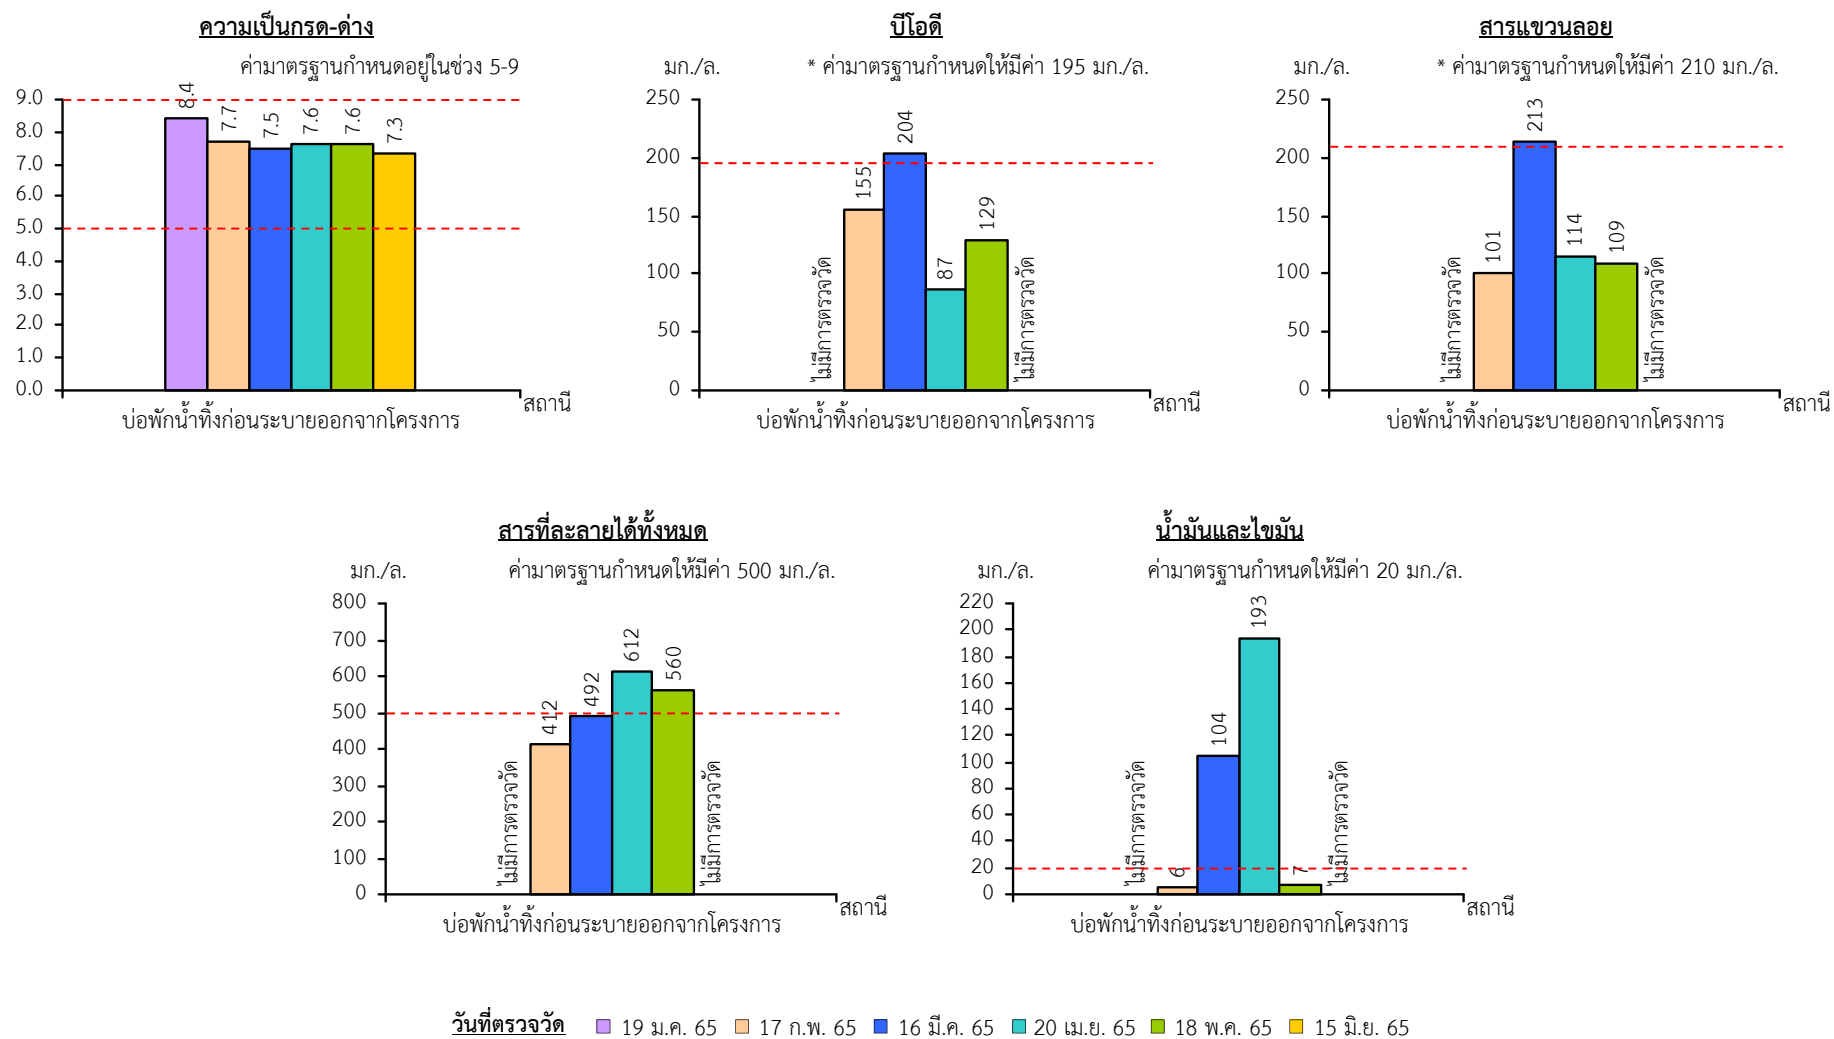 ความเป็นกรด-ด่าง
ค่ามาตรฐานกำหนดอยู่ในช่วง 5-9
9.0
8.0
7.0
6.0
5.0
4.0
3.0
2.0
1.0
0.0
8.4
7.7
7.5
7.6
7.6
7.3
สถานี
บ่อพักน้ำทิ้งก่อนระบายออกจากโครงการ
บีโอดี
มก./ล.
* ค่ามาตรฐานกำหนดให้มีค่า 195 มก./ล.
250
200
150
100
50
0
ไม่มีการตรวจวัด
155
204
87
129
ไม่มีการตรวจวัด
สถานี
บ่อพักน้ำทิ้งก่อนระบายออกจากโครงการ
สารแขวนลอย
มก./ล.
* ค่ามาตรฐานกำหนดให้มีค่า 210 มก./ล.
250
200
150
100
50
0
ไม่มีการตรวจวัด
101
213
114
109
ไม่มีการตรวจวัด
สถานี
บ่อพักน้ำทิ้งก่อนระบายออกจากโครงการ
สารที่ละลายได้ทั้งหมด
มก./ล.
ค่ามาตรฐานกำหนดให้มีค่า 500 มก./ล.
800
700
600
500
400
300
200
100
0
ไม่มีการตรวจวัด
412
492
612
560
ไม่มีการตรวจวัด
สถานี
บ่อพักน้ำทิ้งก่อนระบายออกจากโครงการ
น้ำมันและไขมัน
มก./ล.
ค่ามาตรฐานกำหนดให้มีค่า 20 มก./ล.
220
200
180
160
140
120
100
80
60
40
20
0
ไม่มีการตรวจวัด
6
104
193
7
ไม่มีการตรวจวัด
สถานี
บ่อพักน้ำทิ้งก่อนระบายออกจากโครงการ
วันที่ตรวจวัด 19 ม.ค. 65 17 ก.พ. 65 16 มี.ค. 65 20 เม.ย. 65 18 พ.ค. 65 15 มิ.ย. 65